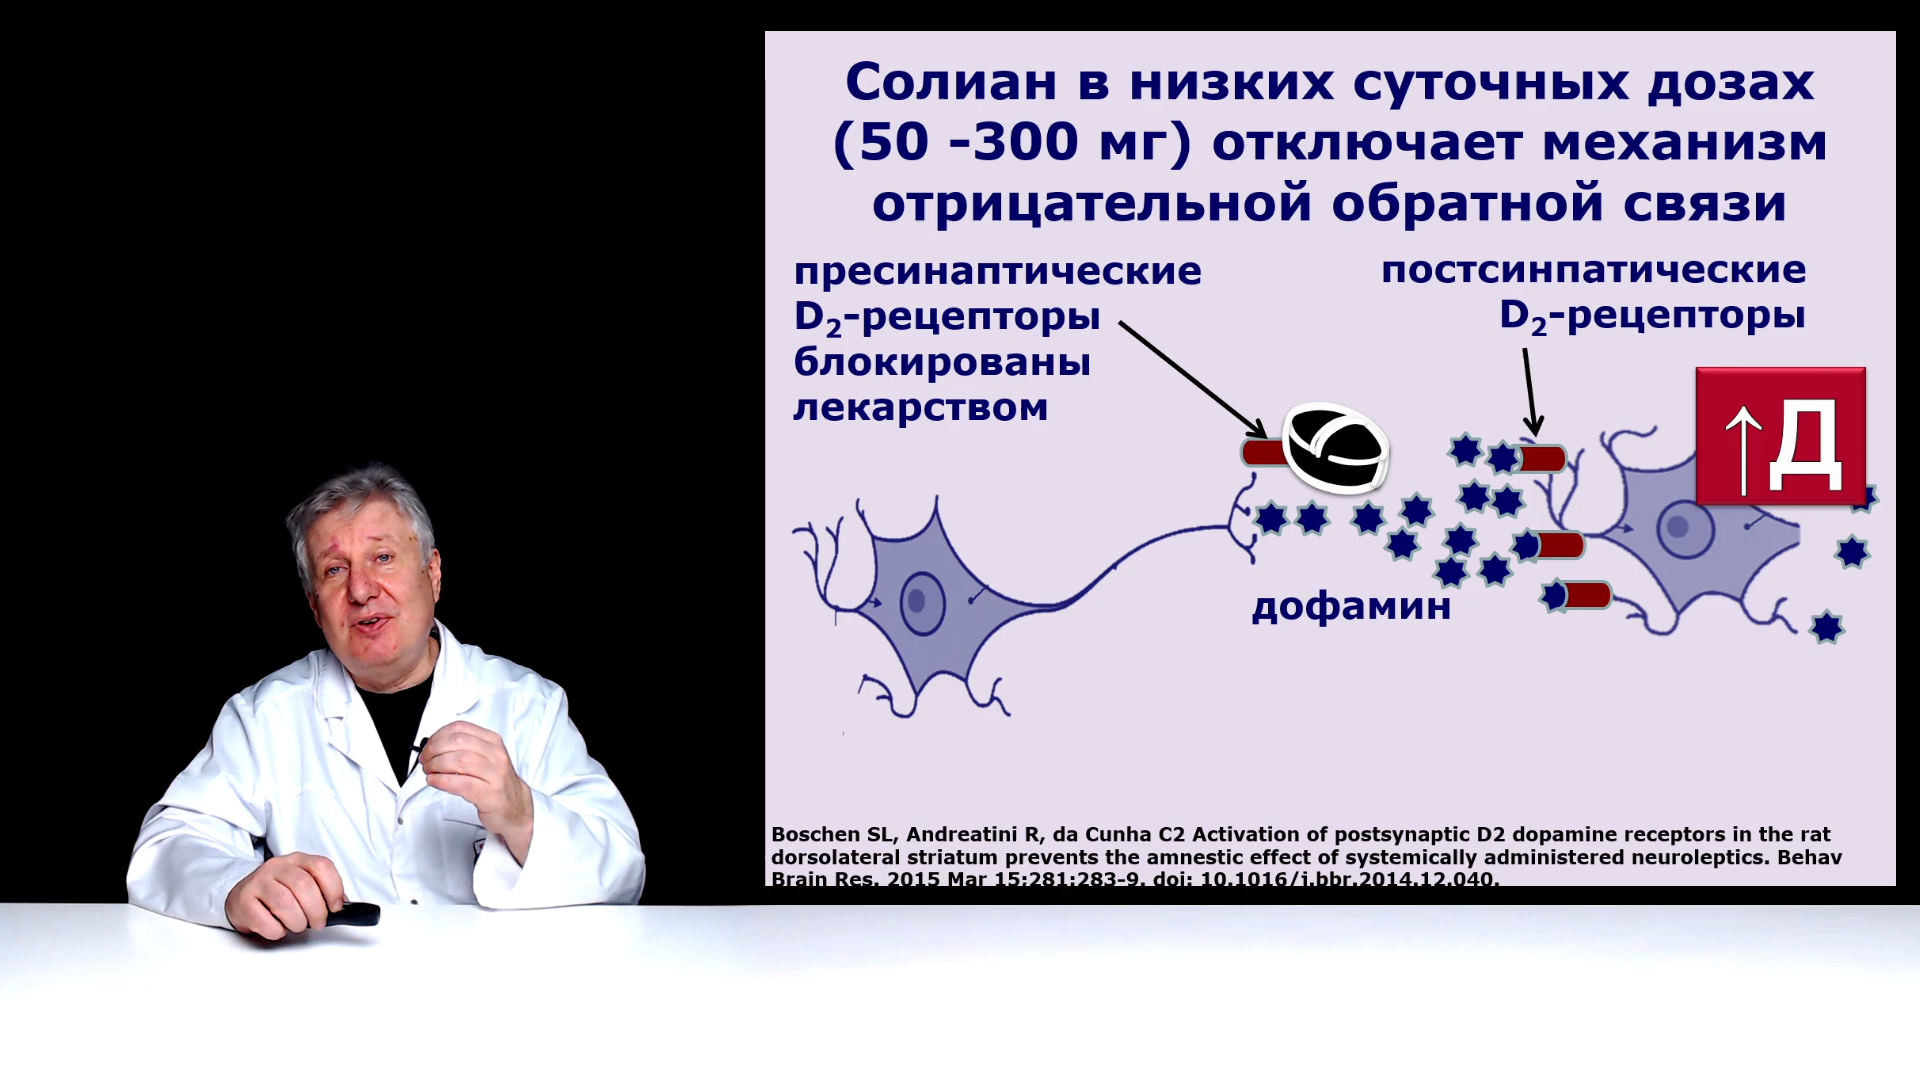 Солиан в низких суточных дозах
(50 -300 мг) отключает механизм
отрицательной обратной связи
пресинаптические
D2-рецепторы
блокированы
лекарством
постсинпатические
D2-рецепторы
↑Д
дофамин
Boschen SL, Andreatini R, da Cunha C2 Activation of postsynaptic D2 dopamine receptors in the rat
dorsolateral striatum prevents the amnestic effect of systemically administered neuroleptics. Behav
Brain Res. 2015 Mar 15;281:283-9. doi: 10.1016/j.bbr.2014.12.040.